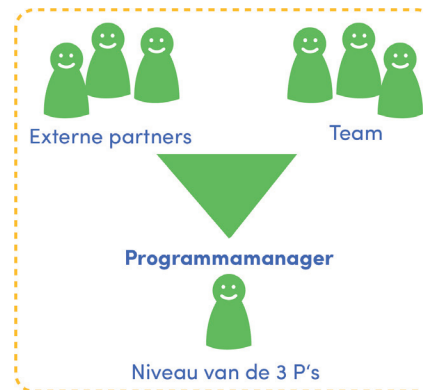 Externe partners
Team
Programmamanager
Niveau van de 3 P's